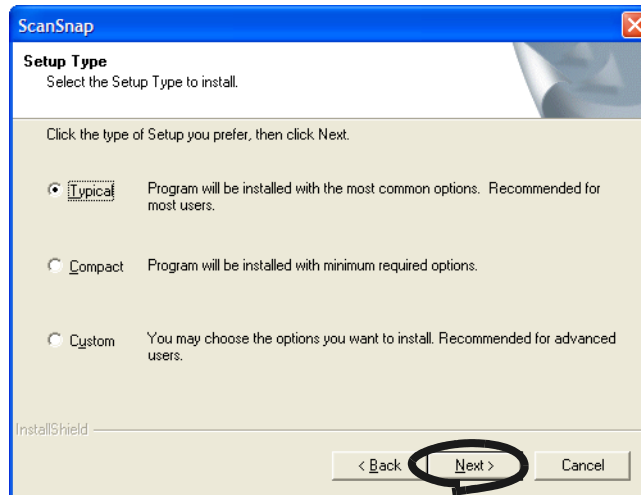 ScanSnap
Setup Type
Select the Setup Type to install.
Click the type of Setup you prefer, then click Next.
Typical Program will be installed with the most common options. Recommended for
most users.
Compact Program will be installed with minimum required options.
Custom You may choose the options you want to install. Recommended for advanced
users.
InstallShield
< Back Next > Cancel